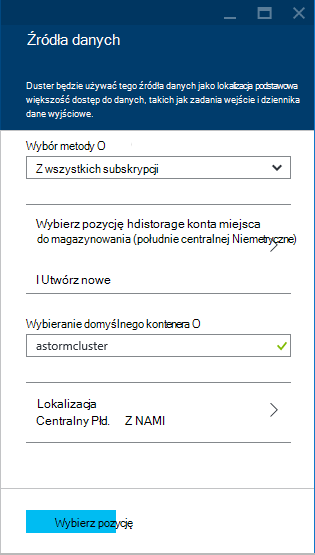 Źródła danych
Duster będzie używać tego źródła danych jako lokalizacja podstawowa
większość dostęp do danych, takich jak zadania wejście i dziennika
dane wyjściowe.
Wybór metody O
Z wszystkich subskrypcji
Wybierz pozycję hdistorage konta miejsca
do magazynowania (południe centralnej Niemetryczne)
I Utwórz nowe
Wybieranie domyślnego kontenera O
astormcluster
Lokalizacja
Centralny Płd. Z NAMI
Wybierz pozycję